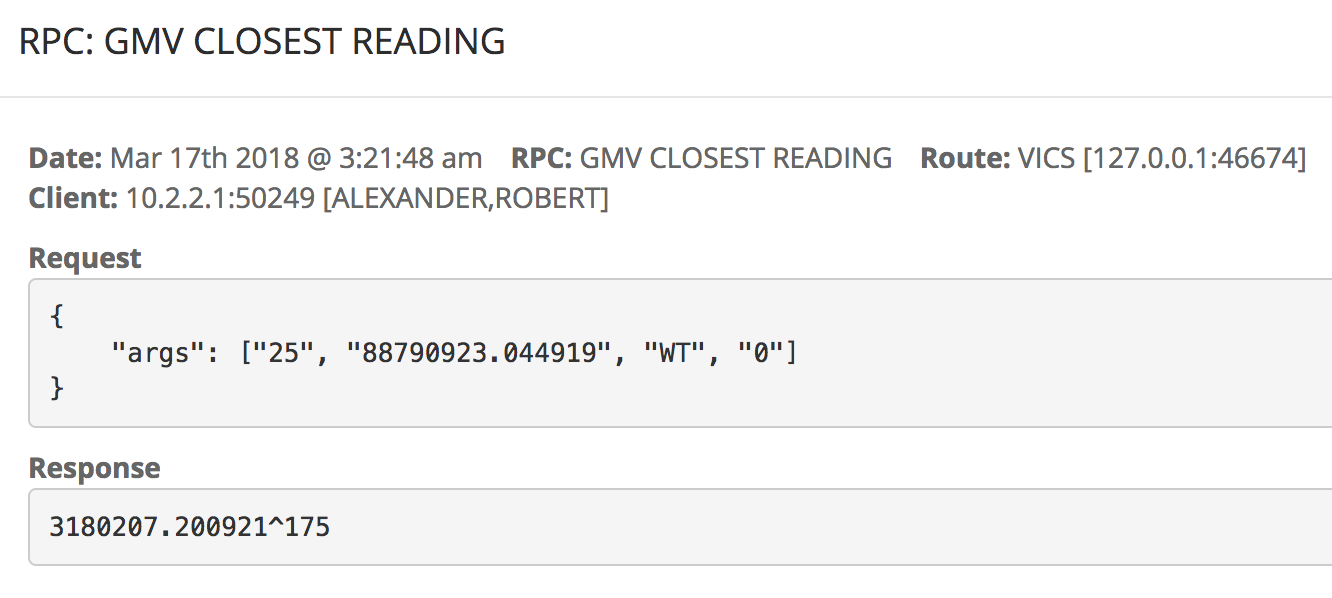 RPC: GMV CLOSEST READING
Date: Mar 17th 2018 @ 3:21:48 am RPC: GMV CLOSEST READING Route: VICS [127.0.0.1:46674]
Client: 10.2.2.1:50249 [ALEXANDER,ROBERT]
Request
{
    "args": ["25", "88790923.044919", "WT", "0"]
}
Response
3180207.200921^175